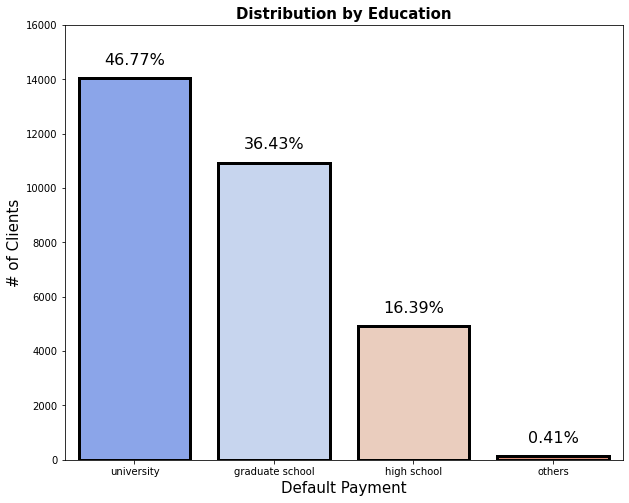 Distribution by Education
16000
14000
12000
10000
8000
6000
4000
2000
0
# of Clients
46.77%
36.43%
16.39%
0.41%
university
graduate school
high school
others
Default Payment